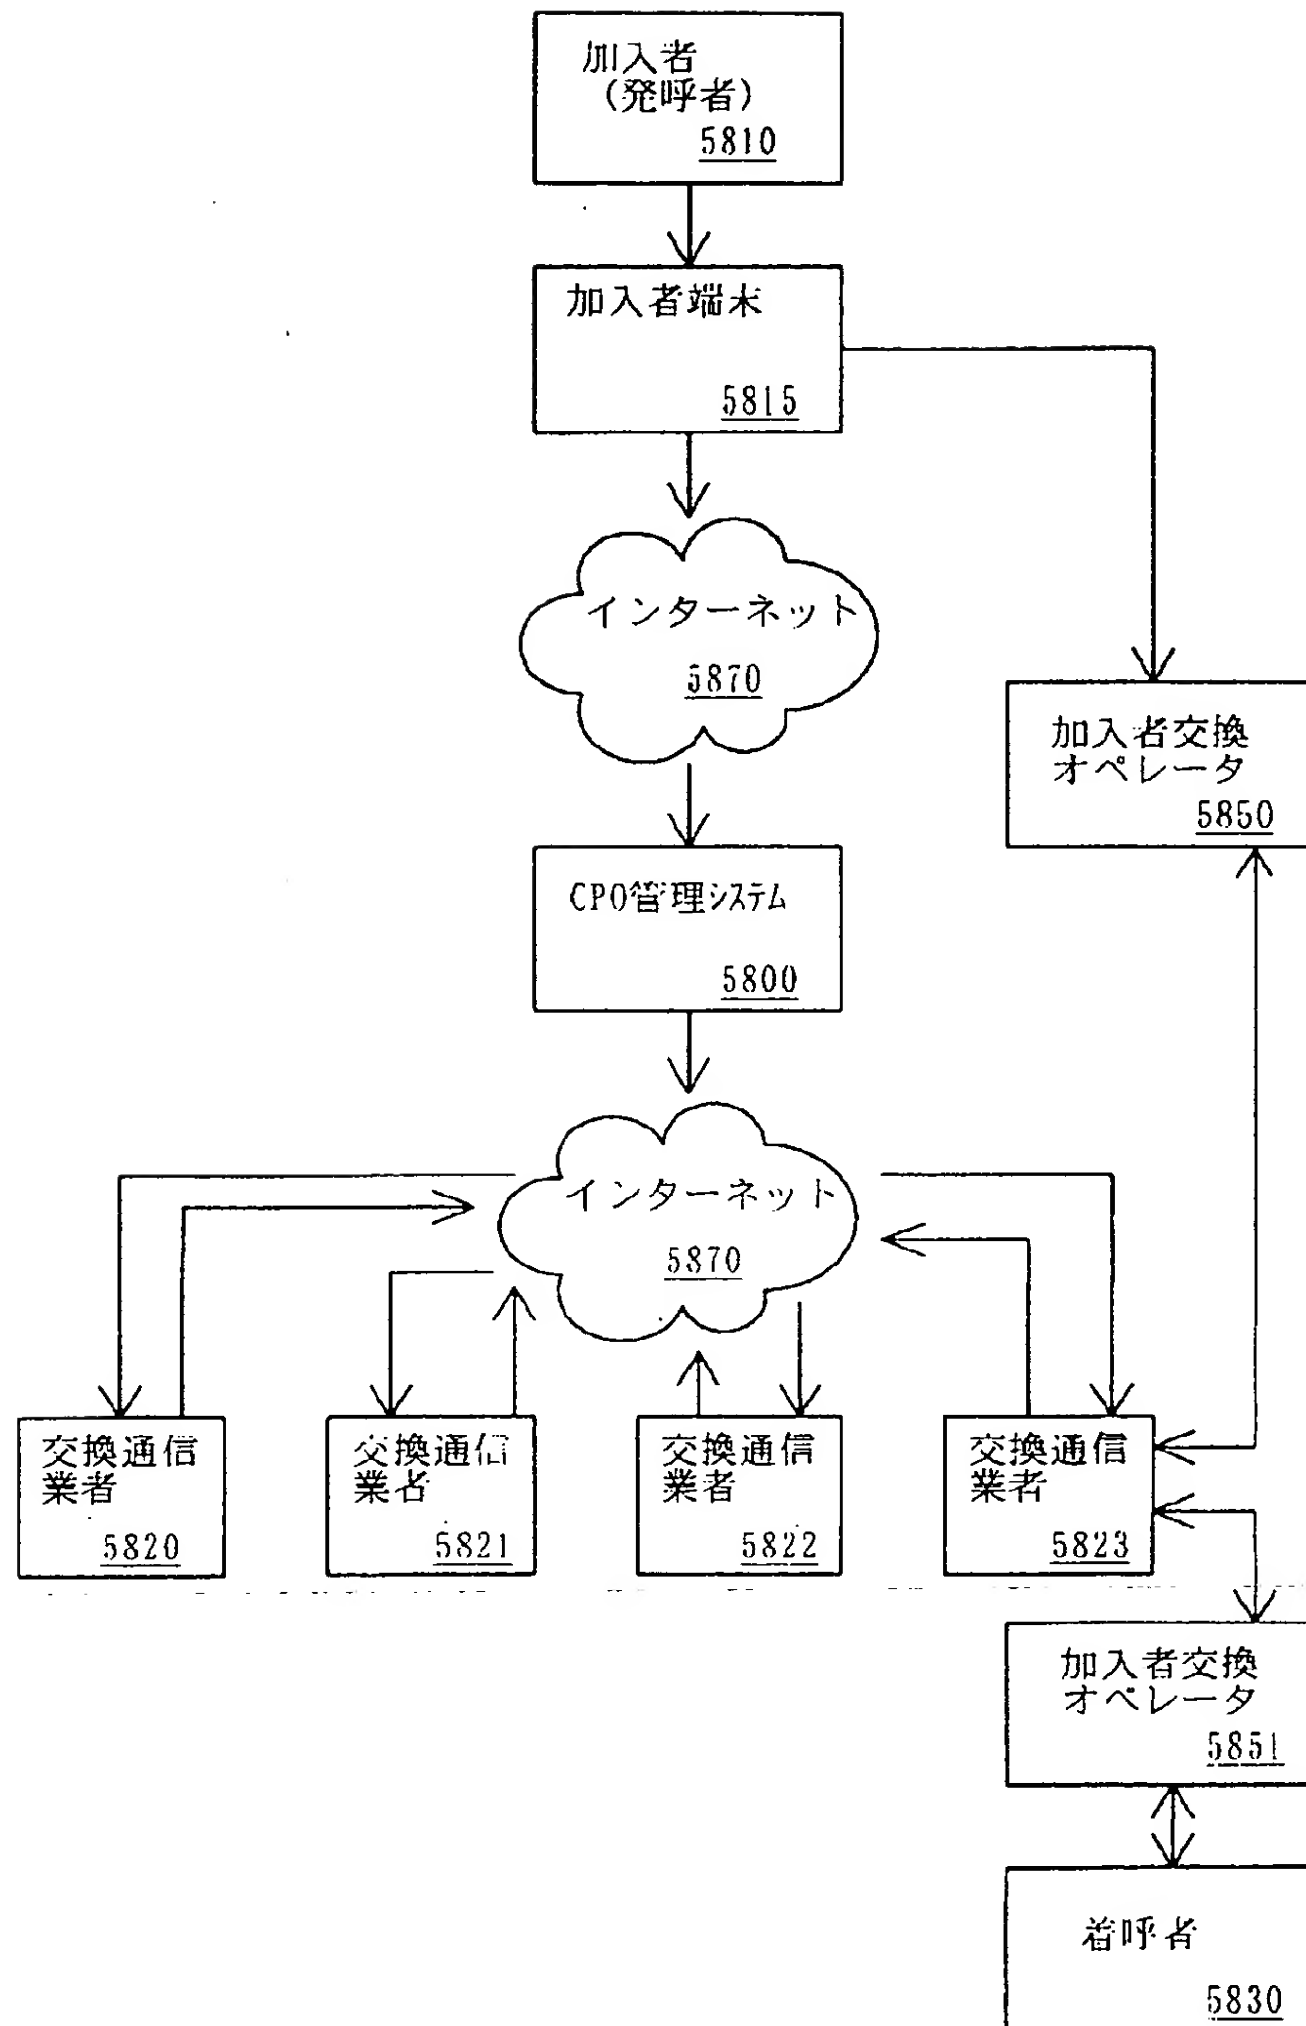 加入者
(発呼者)
5810
加入者端末
5815
インターネット
5870
加入者交換
オペレータ
5850
CPO管理システム
5800
インターネット
5870
交換通信
業者
5820
交換通信
業者
5821
交換通信
業者
5822
交換通信
業者
5823
加入者交換
オペレータ
5851
着呼者
5830